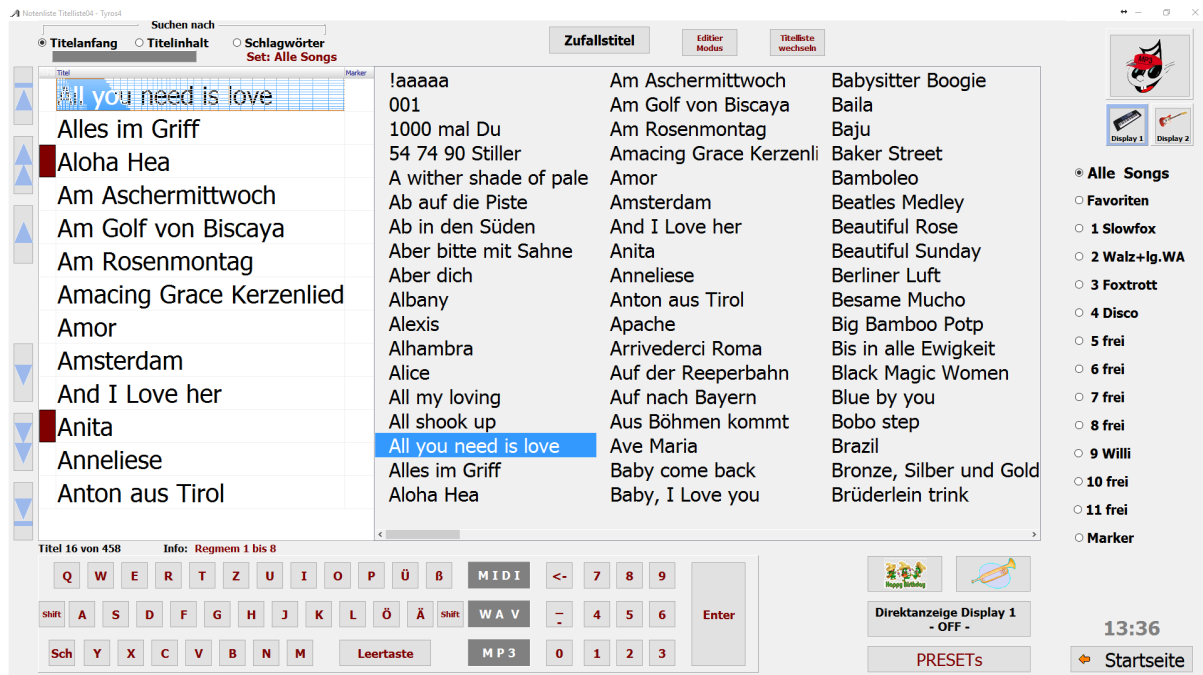 Notenliste Titelliste04 - Tyros4
Suchen nach
Titelanfang Titelinhalt Schlagwörter
Set: Alle Songs
Zufallstitel
Editier
Modus
Titelliste
wechseln
MP3
Display 1 Display 2
Titel Marker
All you need is love
Alles im Griff
Aloha Hea
Am Aschermittwoch
Am Golf von Biscaya
Am Rosenmontag
Amacing Grace Kerzenlied
Amor
Amsterdam
And I Love her
Anita
Anneliese
Anton aus Tirol
!aaaaa
001
1000 mal Du
54 74 90 Stiller
A wither shade of pale
Ab auf die Piste
Ab in den Süden
Aber bitte mit Sahne
Aber dich
Albany
Alexis
Alhambra
Alice
All my loving
All shook up
All you need is love
Alles im Griff
Aloha Hea
Am Aschermittwoch
Am Golf von Biscaya
Am Rosenmontag
Amacing Grace Kerzenli
Amor
Amsterdam
And I Love her
Anita
Anneliese
Anton aus Tirol
Apache
Arrivederci Roma
Auf der Reeperbahn
Auf nach Bayern
Aus Böhmen kommt
Ave Maria
Baby come back
Baby, I Love you
Babysitter Boogie
Baila
Baju
Baker Street
Bamboleo
Beatles Medley
Beautiful Rose
Beautiful Sunday
Berliner Luft
Besame Mucho
Big Bamboo Potp
Bis in alle Ewigkeit
Black Magic Women
Blue by you
Bobo step
Brazil
Bronze, Silber und Gold
Brüderlein trink
Alle Songs
Favoriten
1 Slowfox
2 Walz+lg.WA
3 Foxtrott
4 Disco
5 frei
6 frei
7 frei
8 frei
9 Willi
10 frei
11 frei
Marker
Titel 16 von 458 Info: Regmem 1 bis 8
Q W E R T Z U I O P Ü ß MIDI <- 7 8 9
Shift A S D F G H J K L Ö Ä Shift WAV _ - 4 5 6 Enter
Sch Y X C V B N M Leertaste MP3 0 1 2 3
Happy Birthday
Direktanzeige Display 1
- OFF -
PRESETs
13:36
Startseite